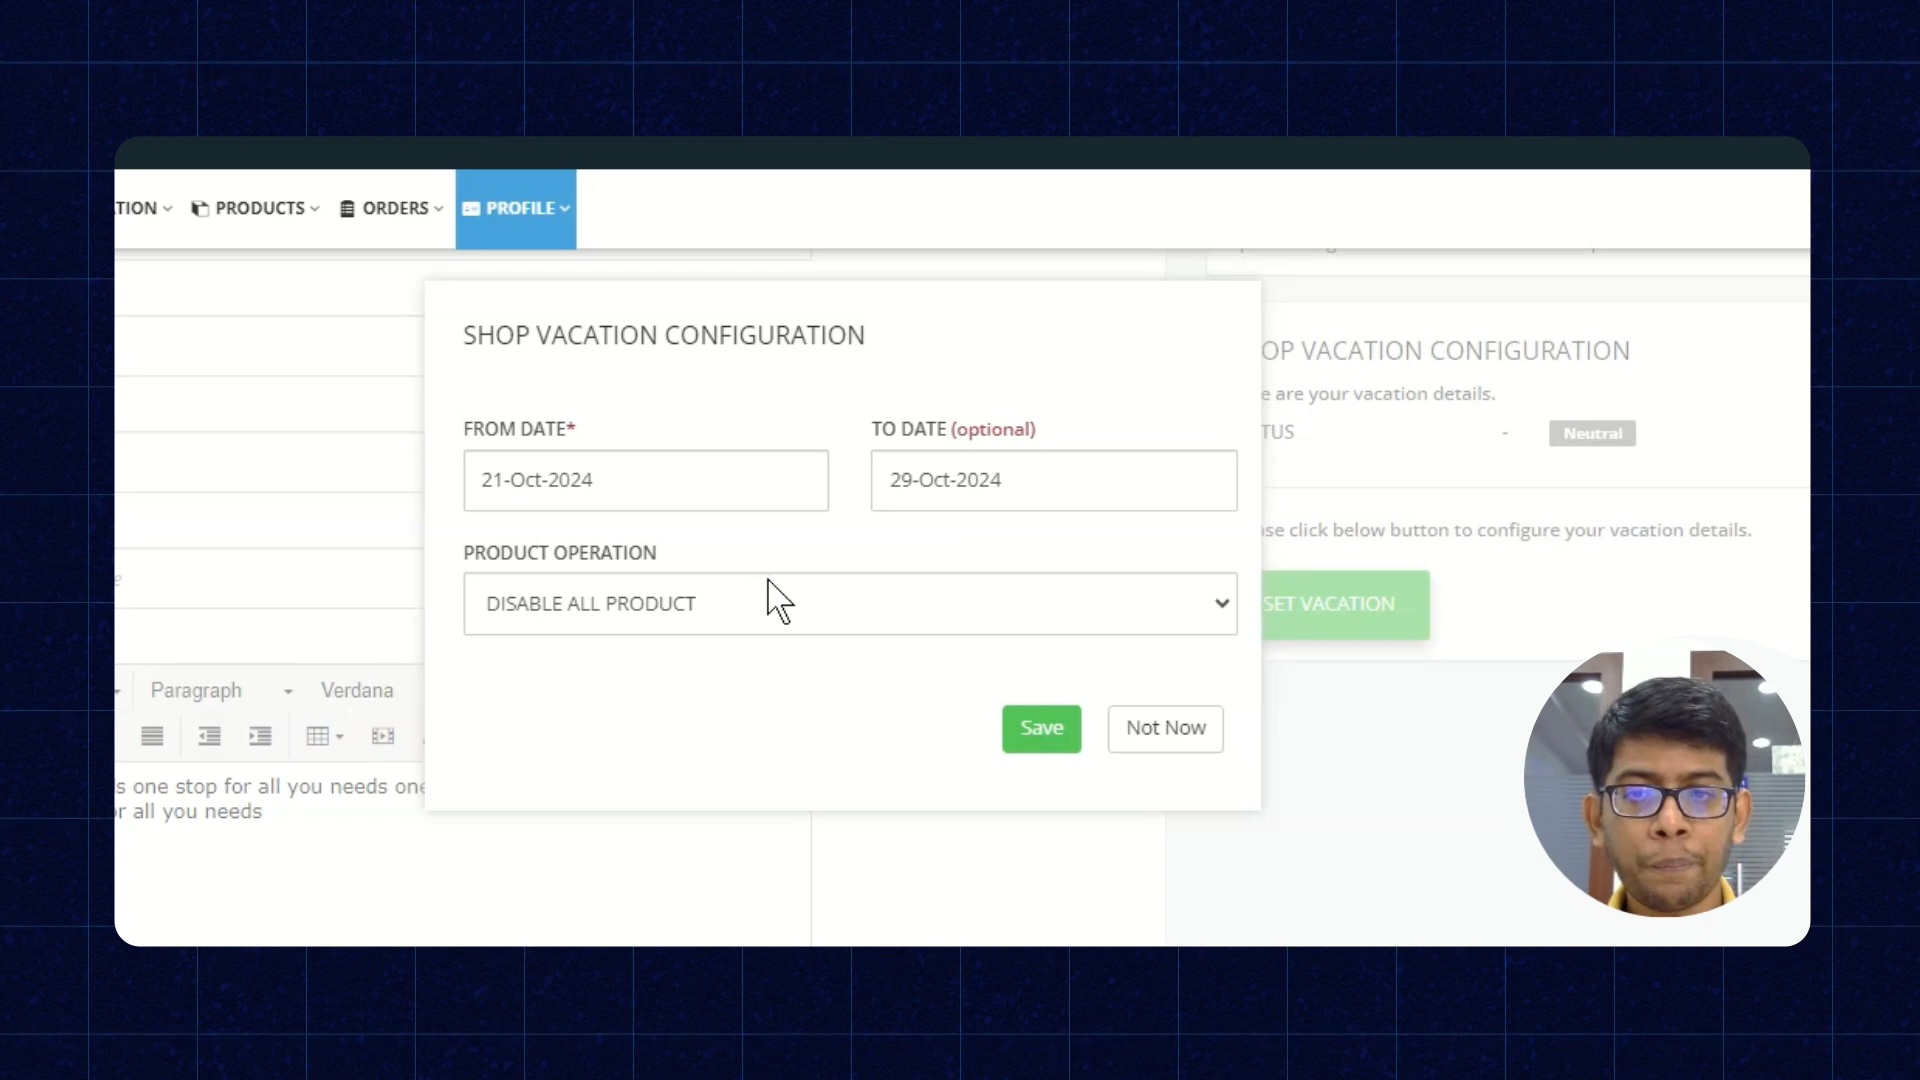 TION PRODUCTS ORDERS PROFILE
SHOP VACATION CONFIGURATION
FROM DATE* TO DATE (optional)
21-Oct-2024 29-Oct-2024
PRODUCT OPERATION
DISABLE ALL PRODUCT
Save Not Now
OP VACATION CONFIGURATION
e are your vacation details.
TUS - Neutral
se click below button to configure your vacation details.
SET VACATION
Paragraph Verdana
s one stop for all you needs one
r all you needs